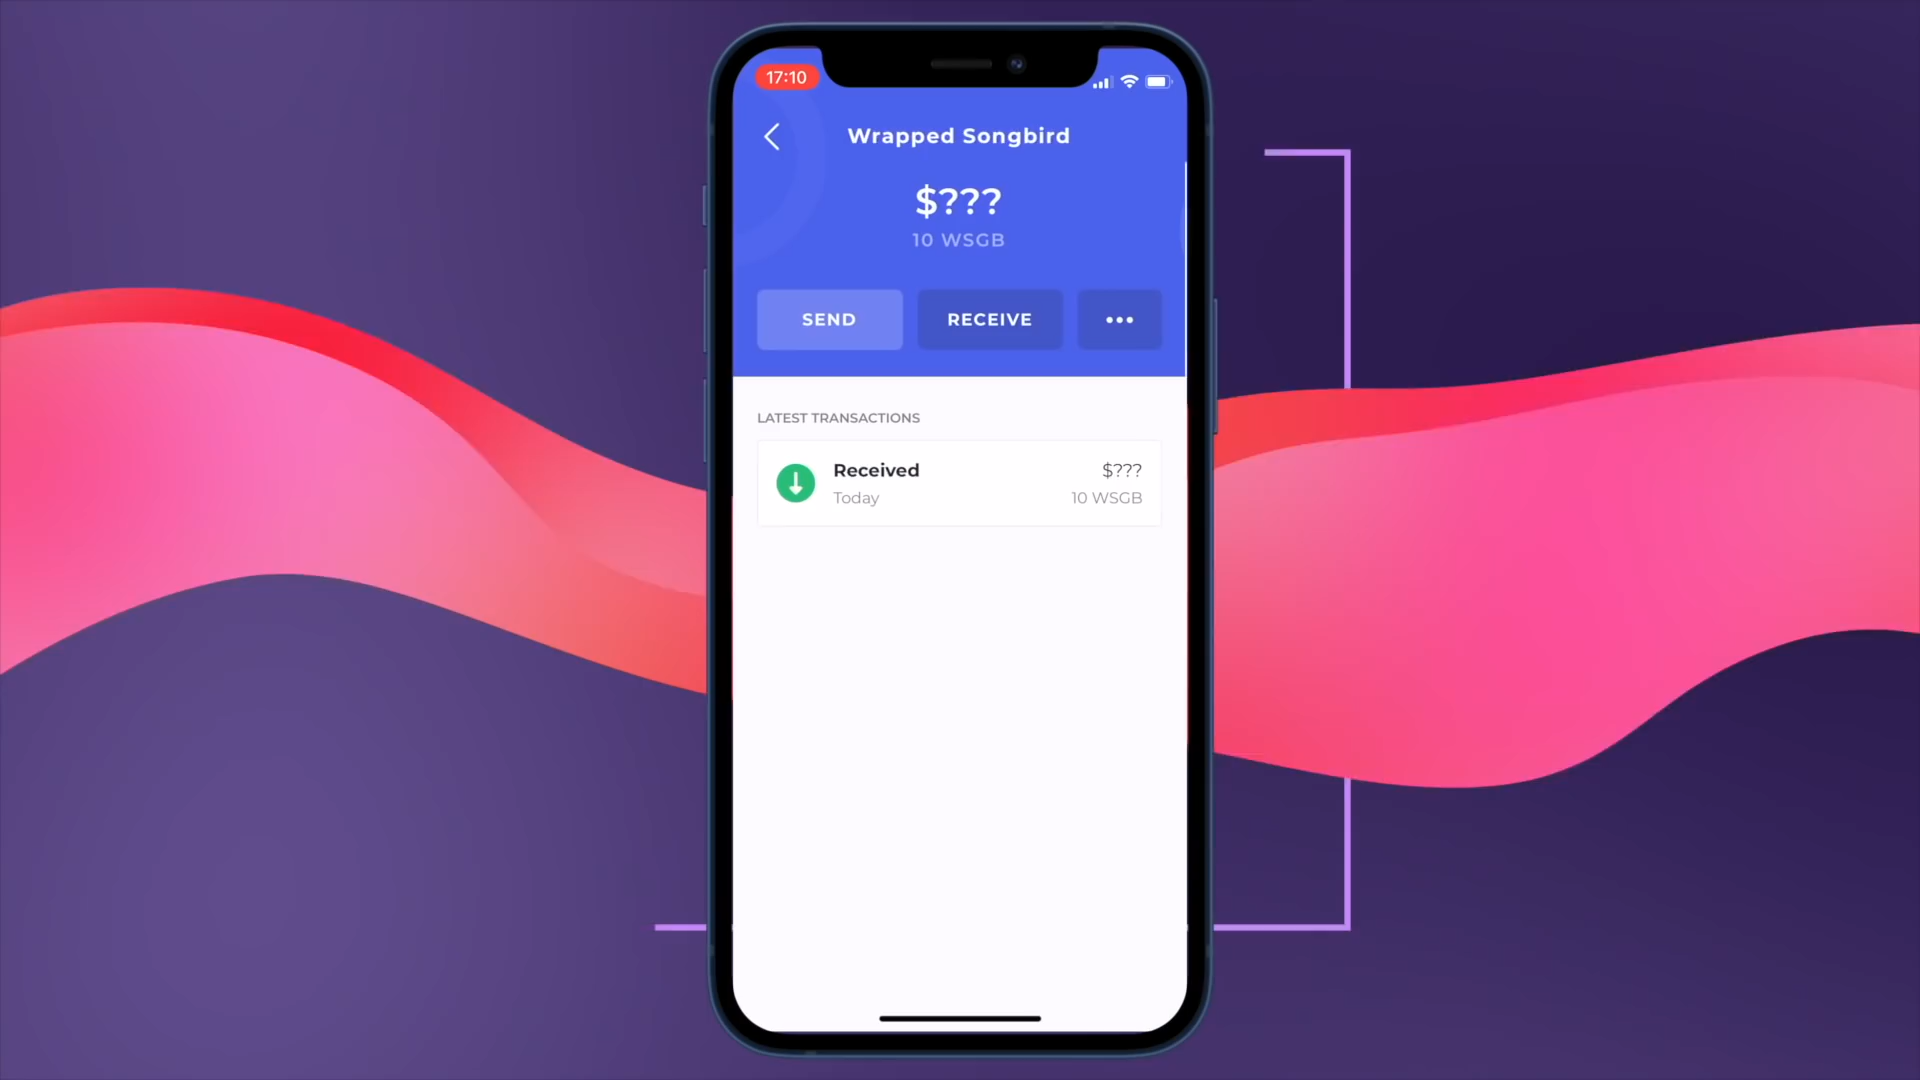 17:10
Wrapped Songbird
$???
10 WSGB
SEND
RECEIVE
LATEST TRANSACTIONS
Received
$???
Today
10 WSGB